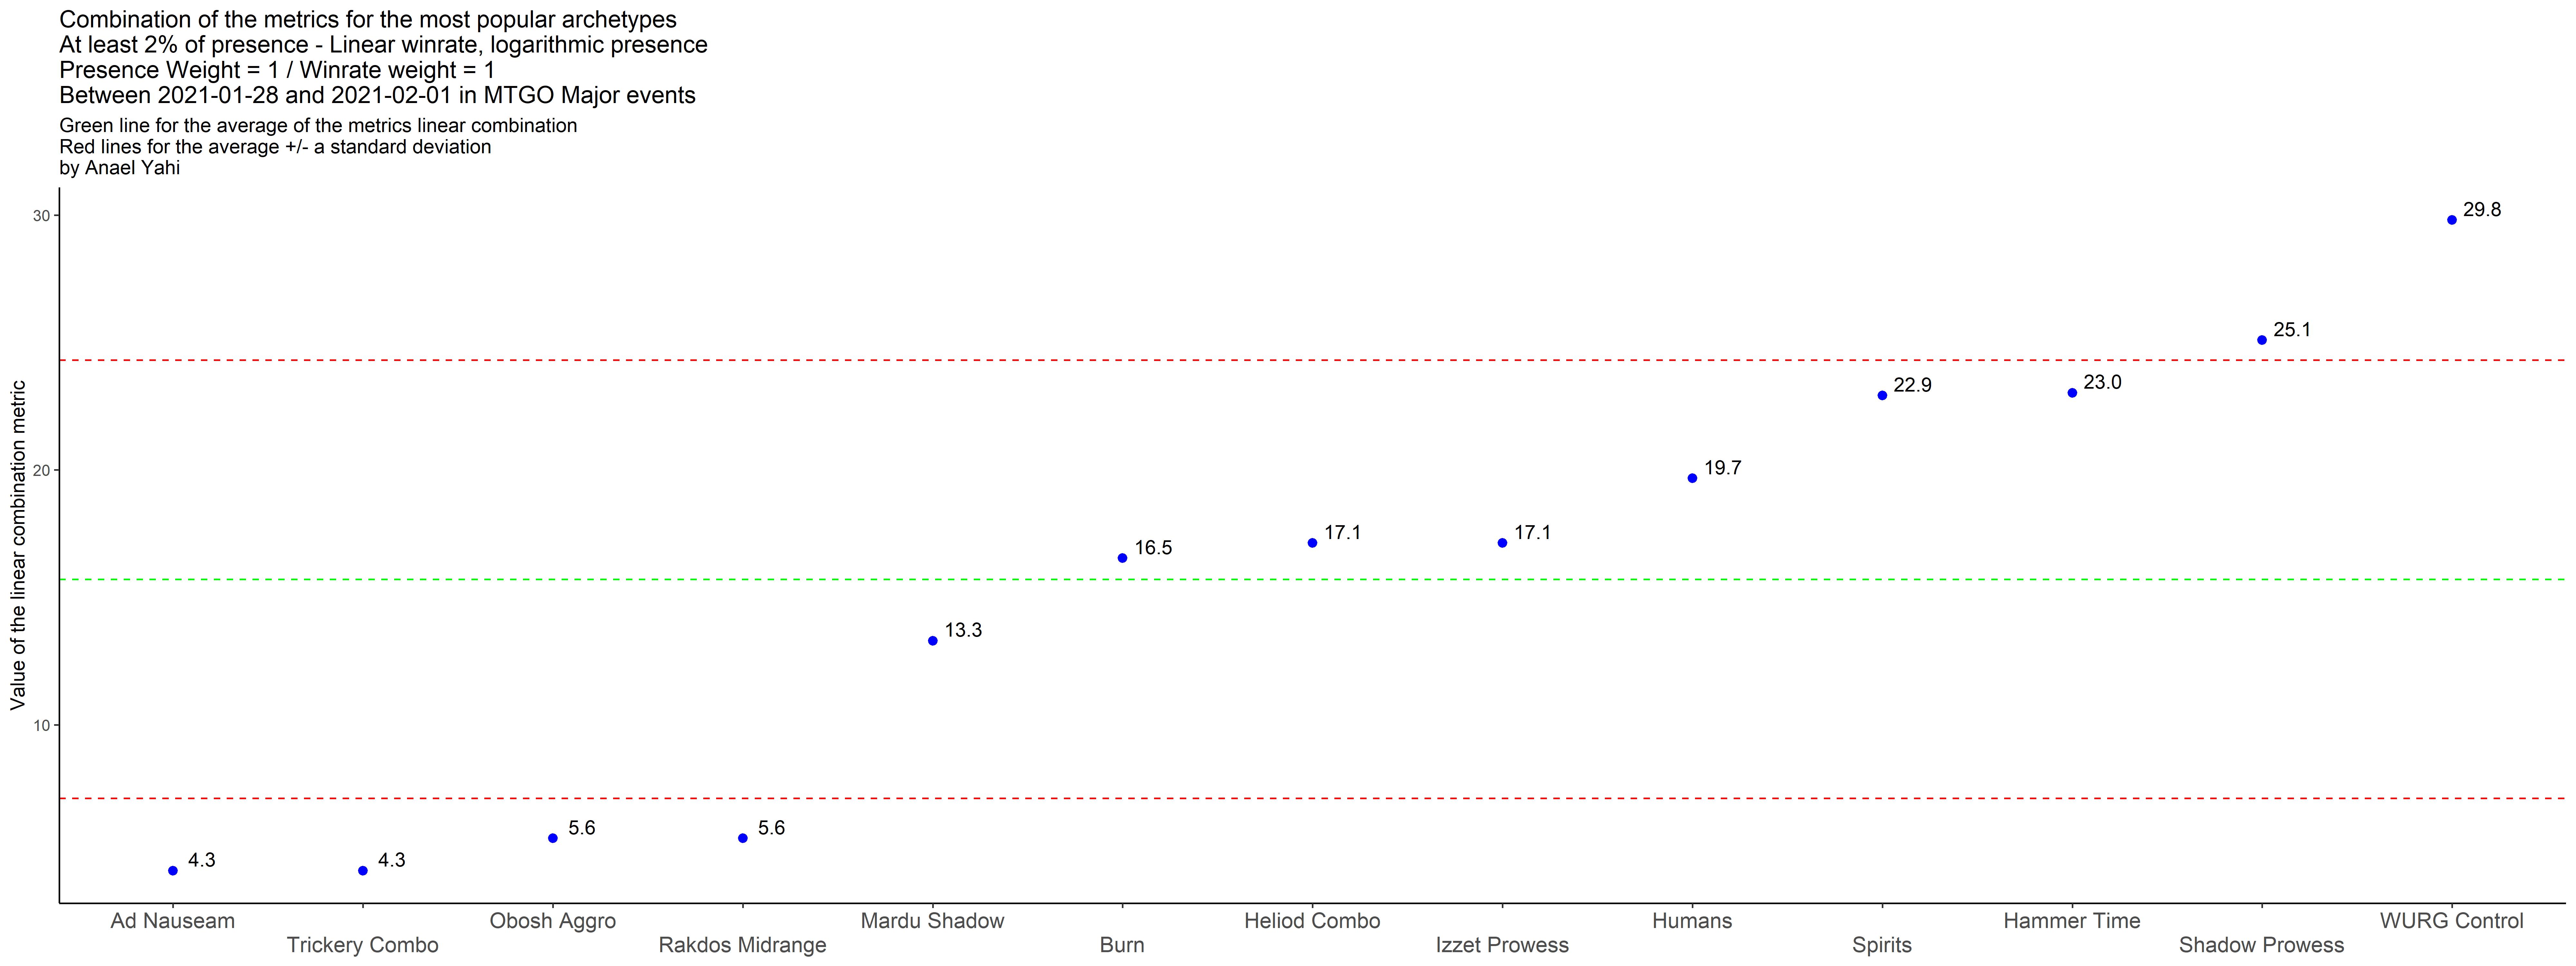 Combination of the metrics for the most popular archetypes
At least 2% of presence - Linear winrate, logarithmic presence
Presence Weight = 1 / Winrate weight = 1
Between 2021-01-28 and 2021-02-01 in MTGO Major events
Green line for the average of the metrics linear combination
Red lines for the average +/- a standard deviation
by Anael Yahi
Value of the linear combination metric
30
20
10
4.3
4.3
5.6
5.6
13.3
16.5
17.1
17.1
19.7
22.9
23.0
25.1
29.8
Ad Nauseam
Trickery Combo
Obosh Aggro
Rakdos Midrange
Mardu Shadow
Burn
Heliod Combo
Izzet Prowess
Humans
Spirits
Hammer Time
Shadow Prowess
WURG Control